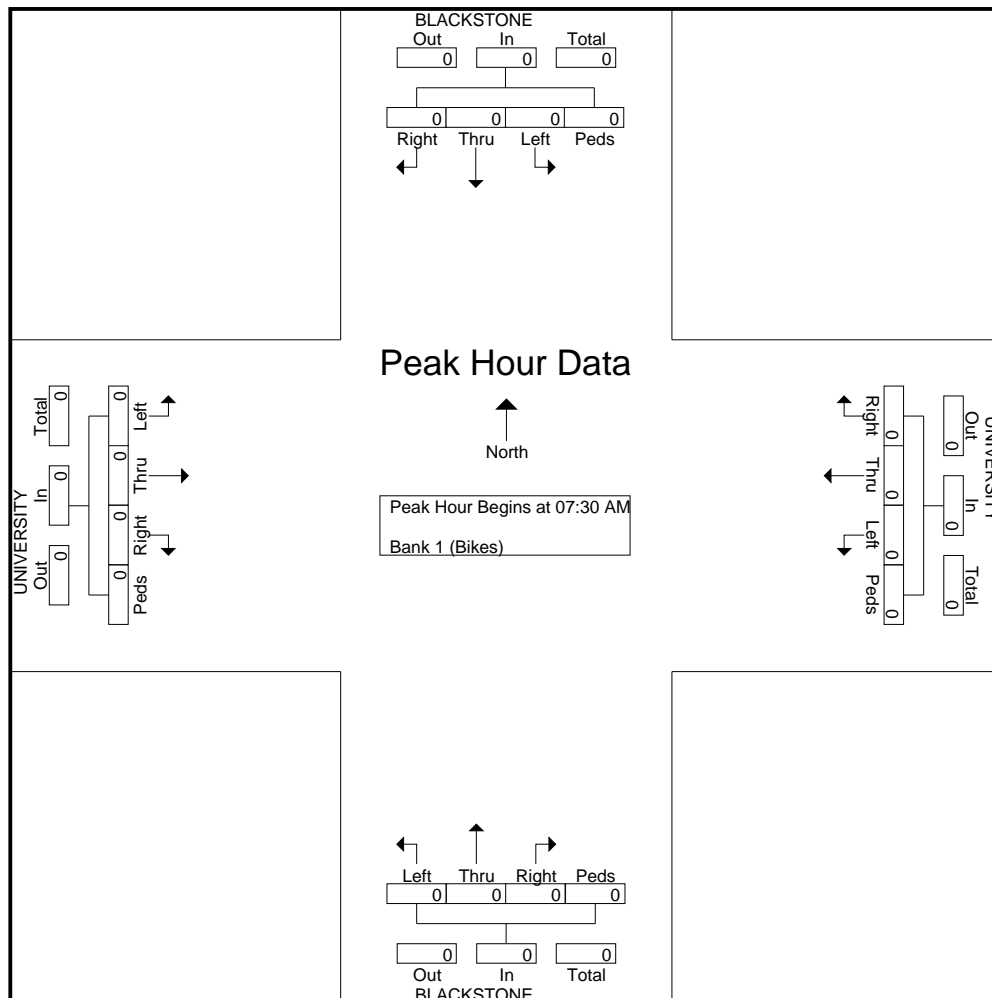 BLACKSTONE
Out In Total
0 0 0
0 0 0 0
Right Thru Left Peds
Peak Hour Data
North
Peak Hour Begins at 07:30 AM
Bank 1 (Bikes)
UNIVERSITY
Out In Total
0 0 0
0 0 0 0
Peds Right Thru Left
UNIVERSITY
Out In Total
0 0 0
0 0 0 0
Right Thru Left Peds
Left Thru Right Peds
0 0 0 0
0 0 0
Out In Total
BLACKSTONE